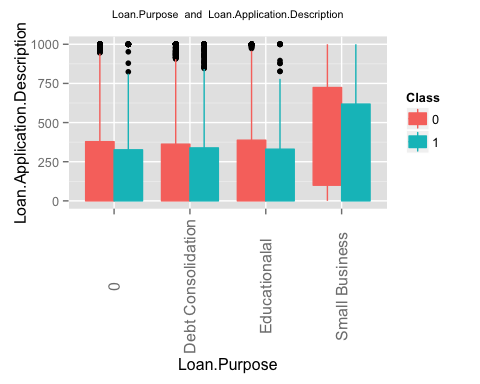 Loan.Purpose and Loan.Application.Description
Loan.Application.Description
1000
750
500
250
0
0
Debt Consolidation
Educationalal
Small Business
Loan.Purpose
Class
0
1